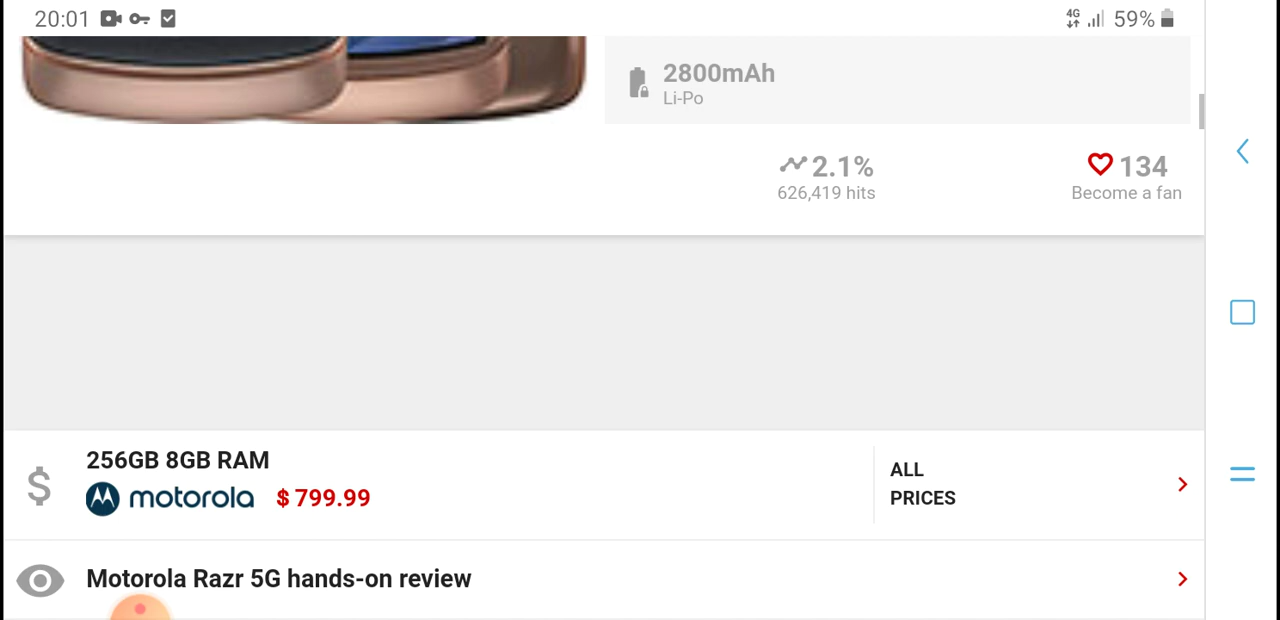 20:01
4G 59%
2800mAh
Li-Po
2.1% 134
626,419 hits Become a fan
256GB 8GB RAM
motorola $ 799.99
ALL
PRICES
Motorola Razr 5G hands-on review